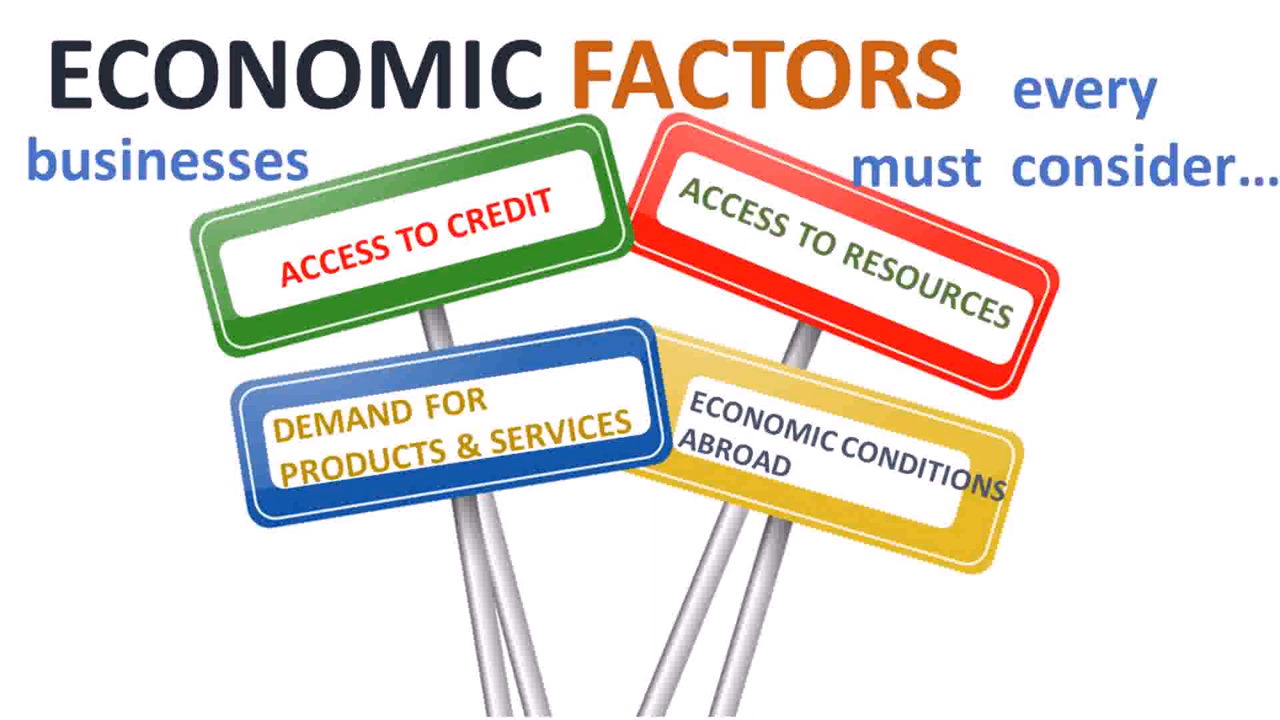 ECONOMIC FACTORS every
businesses must consider...
ACCESS TO CREDIT
ACCESS TO RESOURCES
DEMAND FOR
PRODUCTS & SERVICES
ECONOMIC CONDITIONS
ABROAD